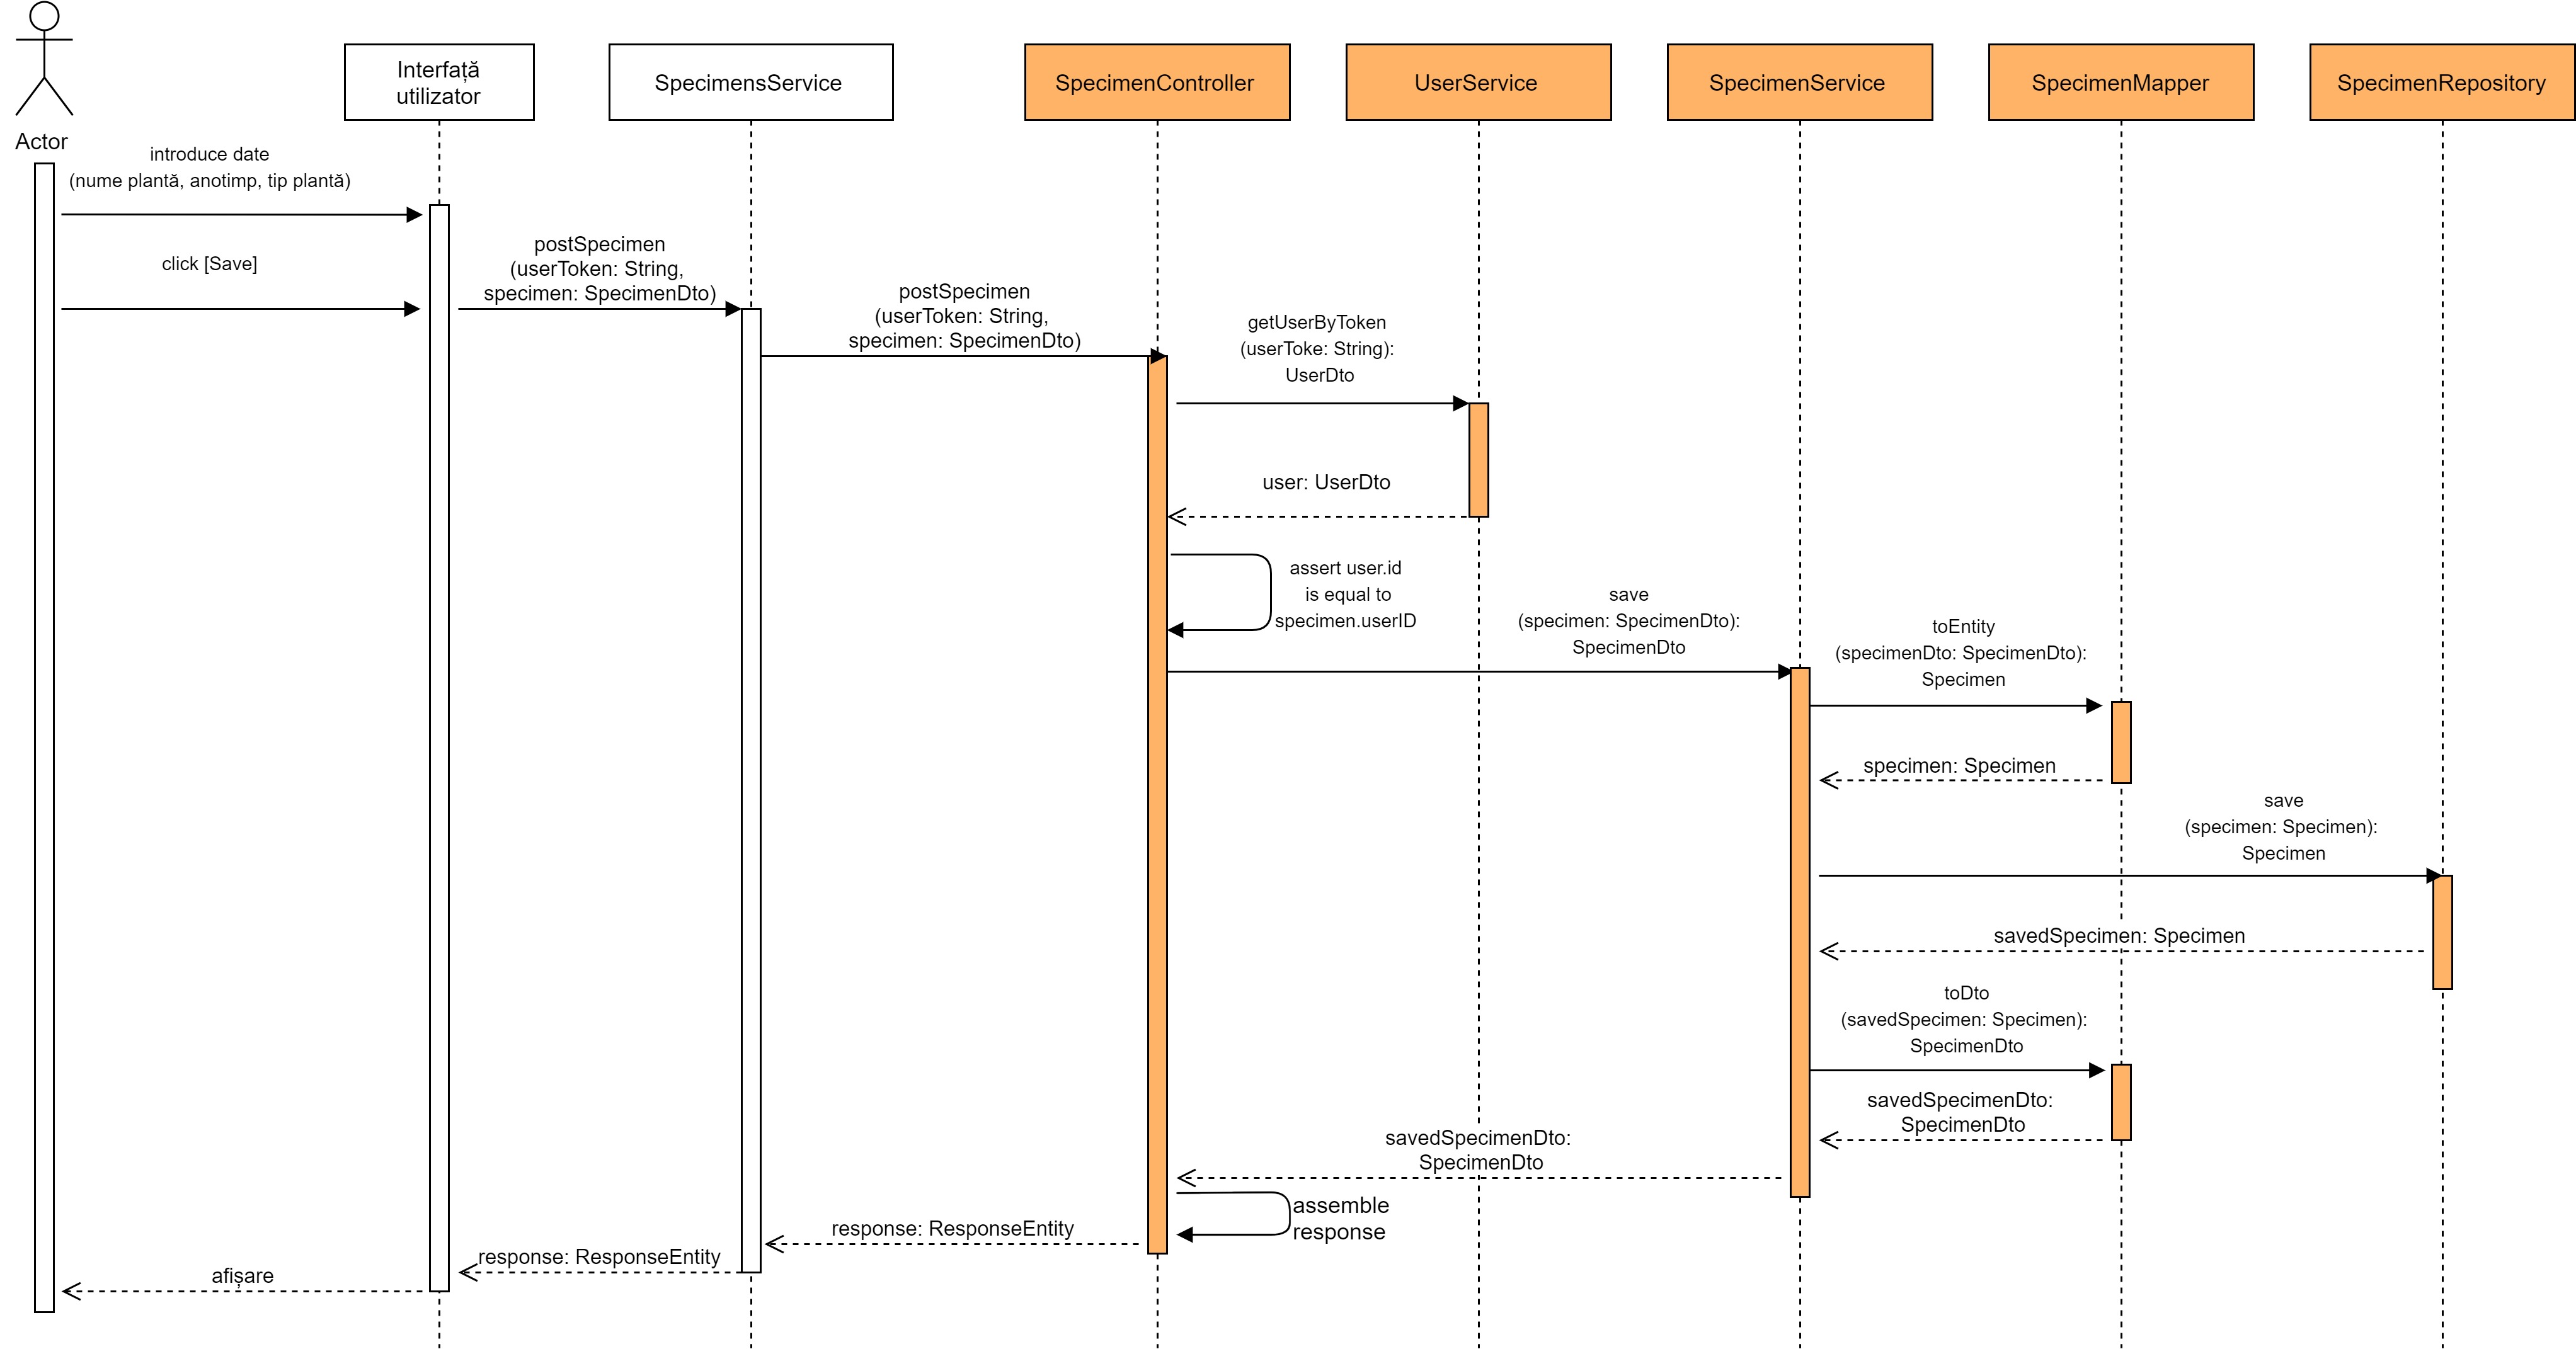 Actor
Interfață
utilizator
SpecimensService
SpecimenController
UserService
SpecimenService
SpecimenMapper
SpecimenRepository
introduce date
(nume plantă, anotimp, tip plantă)
click [Save]
postSpecimen
(userToken: String,
specimen: SpecimenDto)
postSpecimen
(userToken: String,
specimen: SpecimenDto)
getUserByToken
(userToke: String):
UserDto
user: UserDto
assert user.id
is equal to
specimen.userID
save
(specimen: SpecimenDto):
SpecimenDto
toEntity
(specimenDto: SpecimenDto):
Specimen
specimen: Specimen
save
(specimen: Specimen):
Specimen
savedSpecimen: Specimen
toDto
(savedSpecimen: Specimen):
SpecimenDto
savedSpecimenDto:
SpecimenDto
savedSpecimenDto:
SpecimenDto
assemble
response
response: ResponseEntity
response: ResponseEntity
afișare